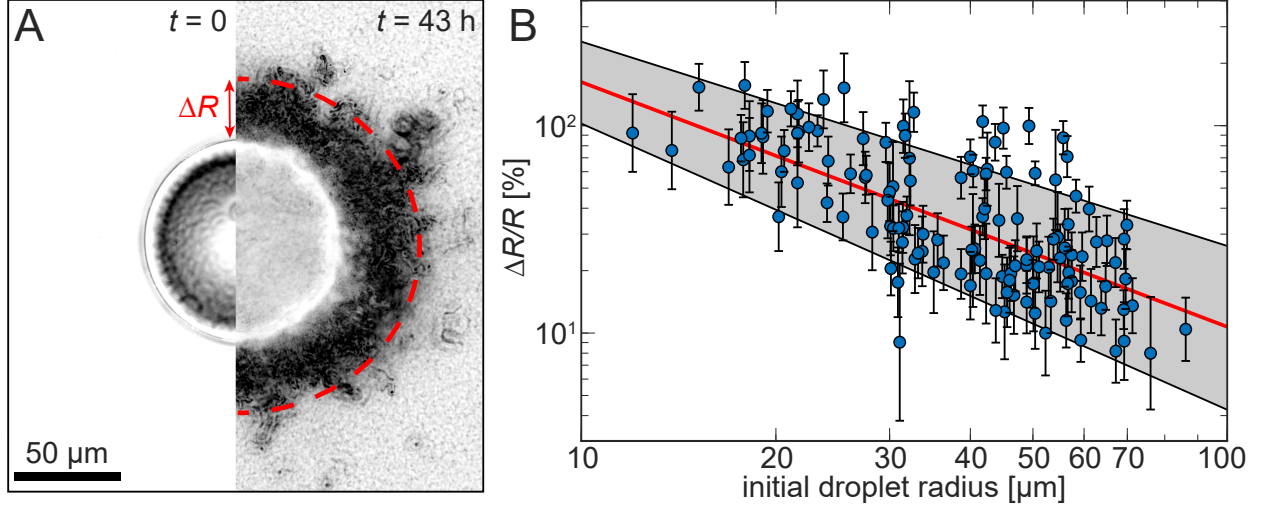 A
t = 0
t = 43 h
ΔR
50 µm
B
ΔR/R [%]
10²
10¹
10
20
30
40
50
60
70
100
initial droplet radius [µm]